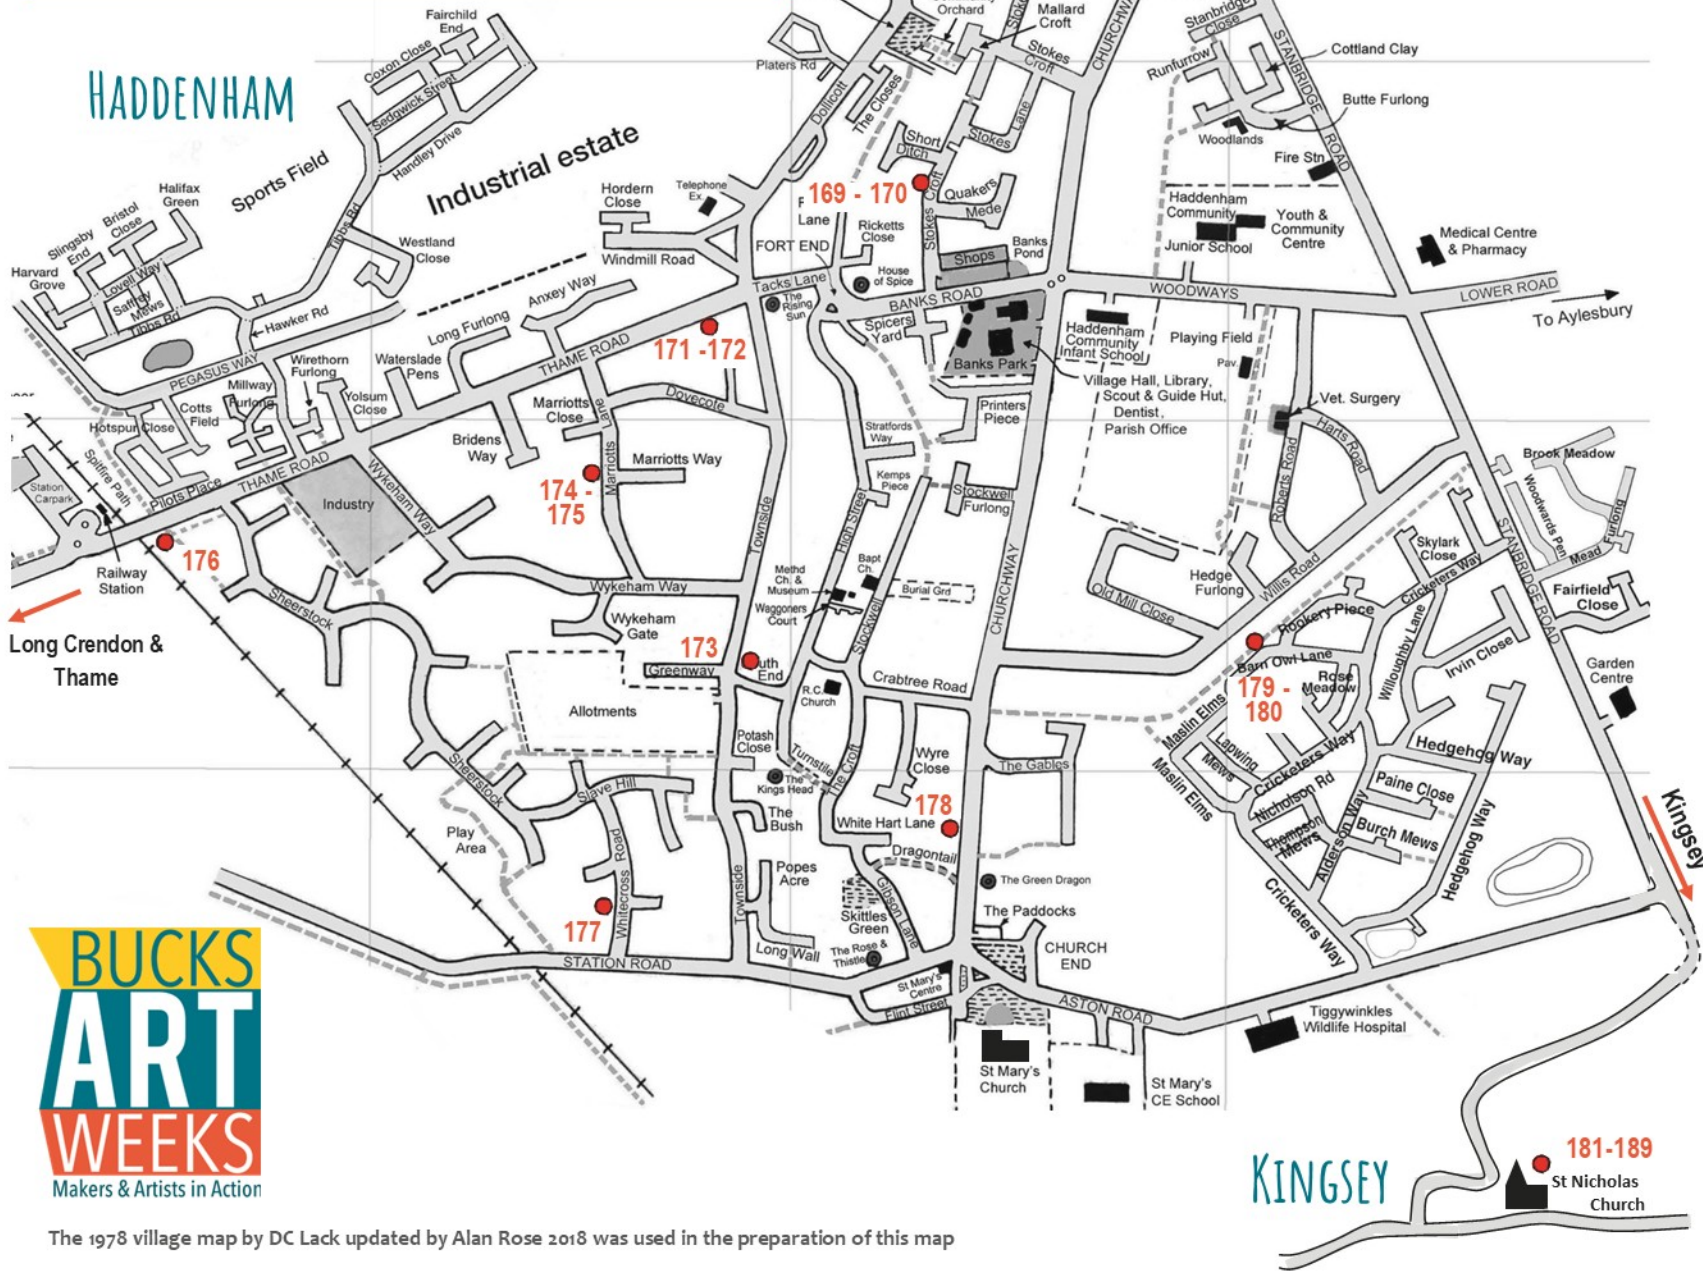 HADDENHAM
Fairchild
End
Coxon Close
Sedgwick Street
Handley Drive
Sports Field
Industrial estate
Halifax
Green
Bristol
Close
Slingsby
End
Harvard
Grove
Lovell Way
Saffrey
Mews
Tibbs Rd
Tibbs Rd
Westland
Close
Hawker Rd
PEGASUS WAY
Platers Rd
Dollicott
The Closes
Orchard
Mallard
Croft
Stokes
Croft
CHURCHWAY
Short
Ditch
Stokes
Lane
Quakers
Mede
Stokes Croft
169 - 170
Lane
Ricketts
Close
FORT END
Telephone
Ex.
Hordern
Close
Windmill Road
Tacks Lane
The
Rising
Sun
House
of Spice
Shops
Banks
Pond
BANKS ROAD
Spicers
Yard
Banks Park
Stanbridge
Close
Runfurrow
STANBRIDGE ROAD
Cottland Clay
Butte Furlong
Woodlands
Fire Stn
Haddenham
Community
Junior School
Youth &
Community
Centre
Medical Centre
& Pharmacy
WOODWAYS
LOWER ROAD
To Aylesbury
Haddenham
Community
Infant School
Playing Field
Pav
Village Hall, Library,
Scout & Guide Hut,
Dentist,
Parish Office
Vet. Surgery
Harts Road
Roberts Road
Anxey Way
Long Furlong
THAME ROAD
171 -172
Wirethorn
Furlong
Waterslade
Pens
Millway
Furlong
Yolsum
Close
Cotts
Field
Hotspur Close
Spitfire Path
Station
Carpark
Pilots Place
THAME ROAD
Industry
Wykeham Way
Bridens
Way
Marriotts
Close
Marriotts Lane
Dovecote
Marriotts Way
174 -
175
176
Railway
Station
Long Crendon &
Thame
Townside
High Street
Stratfords
Way
Kemps
Piece
Printers
Piece
Stockwell
Furlong
Bapt
Ch.
Methd
Ch. &
Museum
Waggoners
Court
Burial Grd
Stockwell
CHURCHWAY
Old Mill Close
Hedge
Furlong
Willis Road
Brook Meadow
Woodwards Pen
Furlong
Mead
STANBRIDGE ROAD
Skylark
Close
Cricketers Way
Fairfield
Close
Rookery Piece
Barn Owl Lane
Rose
Meadow
Willoughby Lane
Irvin Close
Garden
Centre
179 -
180
Maslin Elms
Maslin Elms
Lapwing
Mews
Cricketers Way
Nicholson Rd
Thompson
Mews
Alderson Way
Hedgehog Way
Paine Close
Burch Mews
Hedgehog Way
Cricketers Way
Kingsey
Sheerstock
Wykeham Way
Wykeham
Gate
173
Greenway
uth
End
Allotments
R.C.
Church
Crabtree Road
Potash
Close
Turnstile
The Croft
The
Kings Head
Wyre
Close
The Gables
178
White Hart Lane
Dragontail
The
Bush
Popes
Acre
Sheerstock
Slave Hill
Play
Area
Whitecross Road
177
Townside
Long Wall
Skittles
Green
Gibson Lane
The Rose &
Thistle
The Green Dragon
The Paddocks
CHURCH
END
STATION ROAD
St Mary's
Centre
Flint Street
ASTON ROAD
St Mary's
Church
St Mary's
CE School
Tiggywinkles
Wildlife Hospital
BUCKS
ART
WEEKS
Makers & Artists in Action
KINGSEY
181-189
St Nicholas
Church
The 1978 village map by DC Lack updated by Alan Rose 2018 was used in the preparation of this map